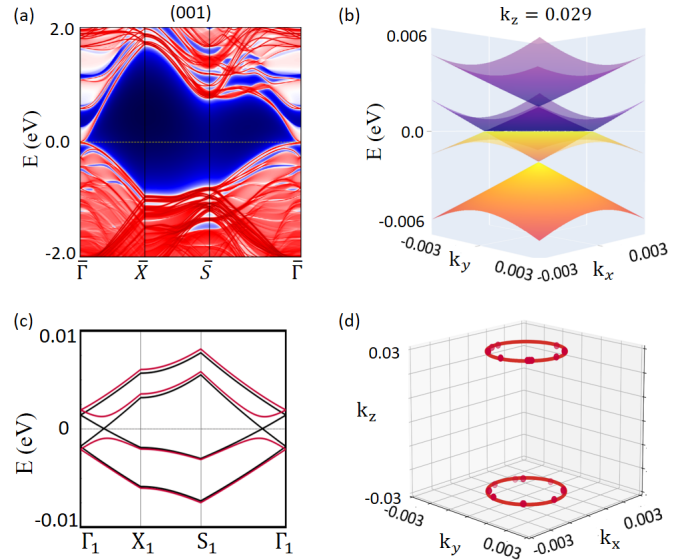 (a)
(001)
2.0
0.0
-2.0
E (eV)
Γ̅
X̅
S̅
Γ̅
(b)
k_z = 0.029
0.006
0.0
-0.006
E (eV)
-0.003
k_y
0.003
-0.003
k_x
0.003
(c)
0.01
0
-0.01
E (eV)
Γ₁
X₁
S₁
Γ₁
(d)
0.03
k_z
-0.03
-0.003
k_y
0.003
-0.003
k_x
0.003